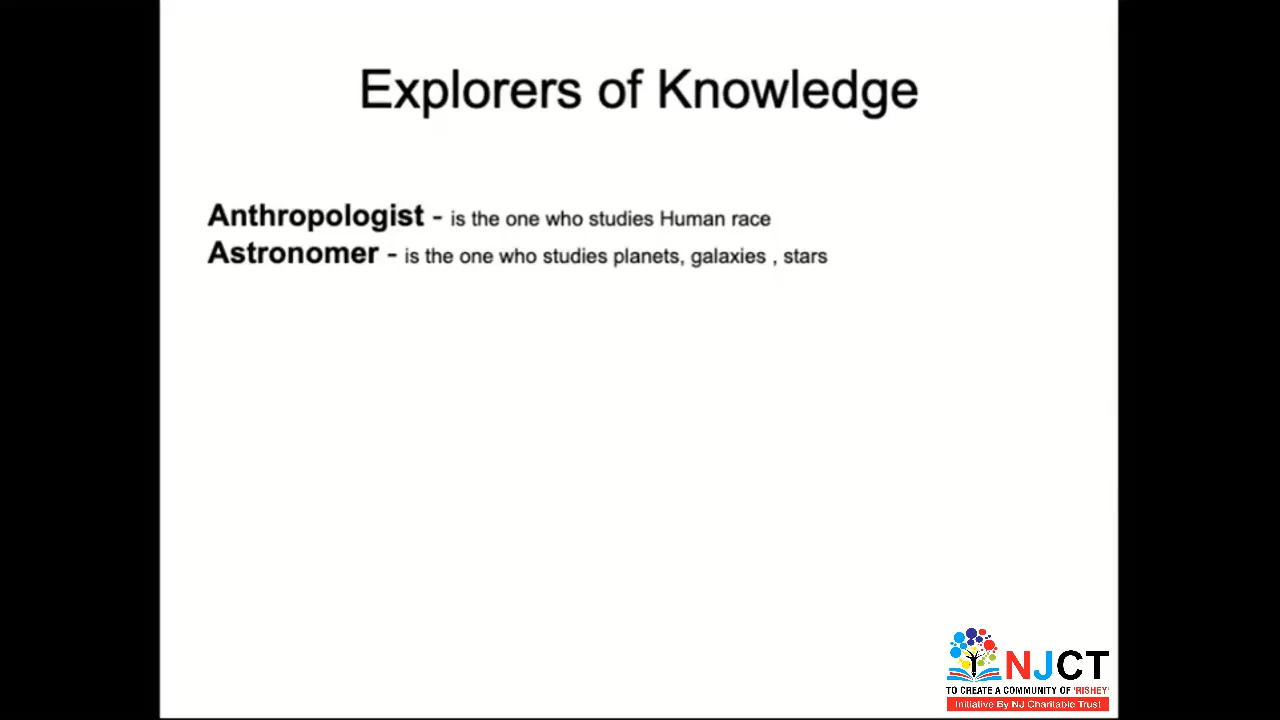 Explorers of Knowledge
Anthropologist - is the one who studies Human race
Astronomer - is the one who studies planets, galaxies , stars
NJCT
TO CREATE A COMMUNITY OF 'RISHEY'
Initiative By NJ Charitable Trust